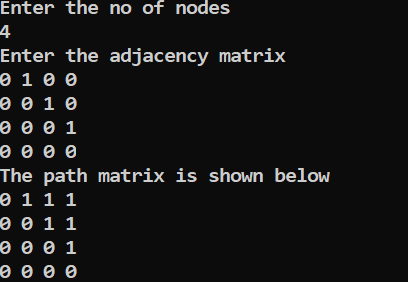 Enter the no of nodes
4
Enter the adjacency matrix
0 1 0 0
0 0 1 0
0 0 0 1
0 0 0 0
The path matrix is shown below
0 1 1 1
0 0 1 1
0 0 0 1
0 0 0 0